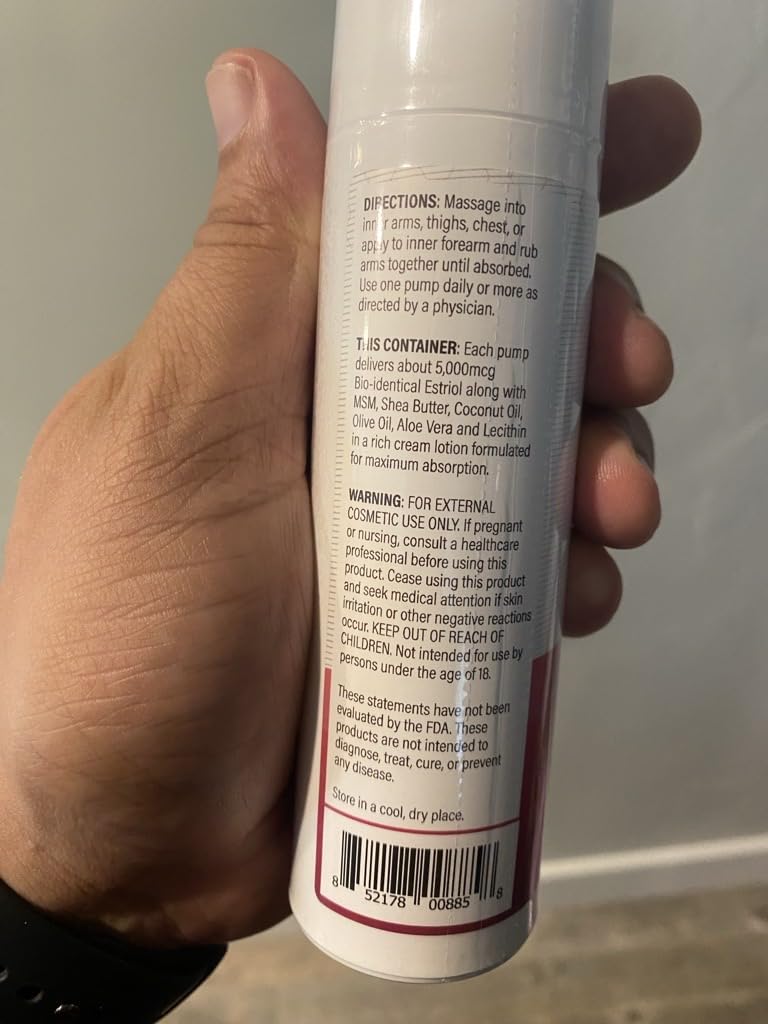 DIRECTIONS: Massage into
inner arms, thighs, chest, or
apply to inner forearm and rub
arms together until absorbed.
Use one pump daily or more as
directed by a physician.
THIS CONTAINER: Each pump
delivers about 5,000mcg
Bio-identical Estriol along with
MSM, Shea Butter, Coconut Oil,
Olive Oil, Aloe Vera and Lecithin
in a rich cream lotion formulated
for maximum absorption.
WARNING: FOR EXTERNAL
COSMETIC USE ONLY. If pregnant
or nursing, consult a healthcare
professional before using this
product. Cease using this product
and seek medical attention if skin
irritation or other negative reactions
occur. KEEP OUT OF REACH OF
CHILDREN. Not intended for use by
persons under the age of 18.
These statements have not been
evaluated by the FDA. These
products are not intended to
diagnose, treat, cure, or prevent
any disease.
Store in a cool, dry place.
8 52178 00885 8